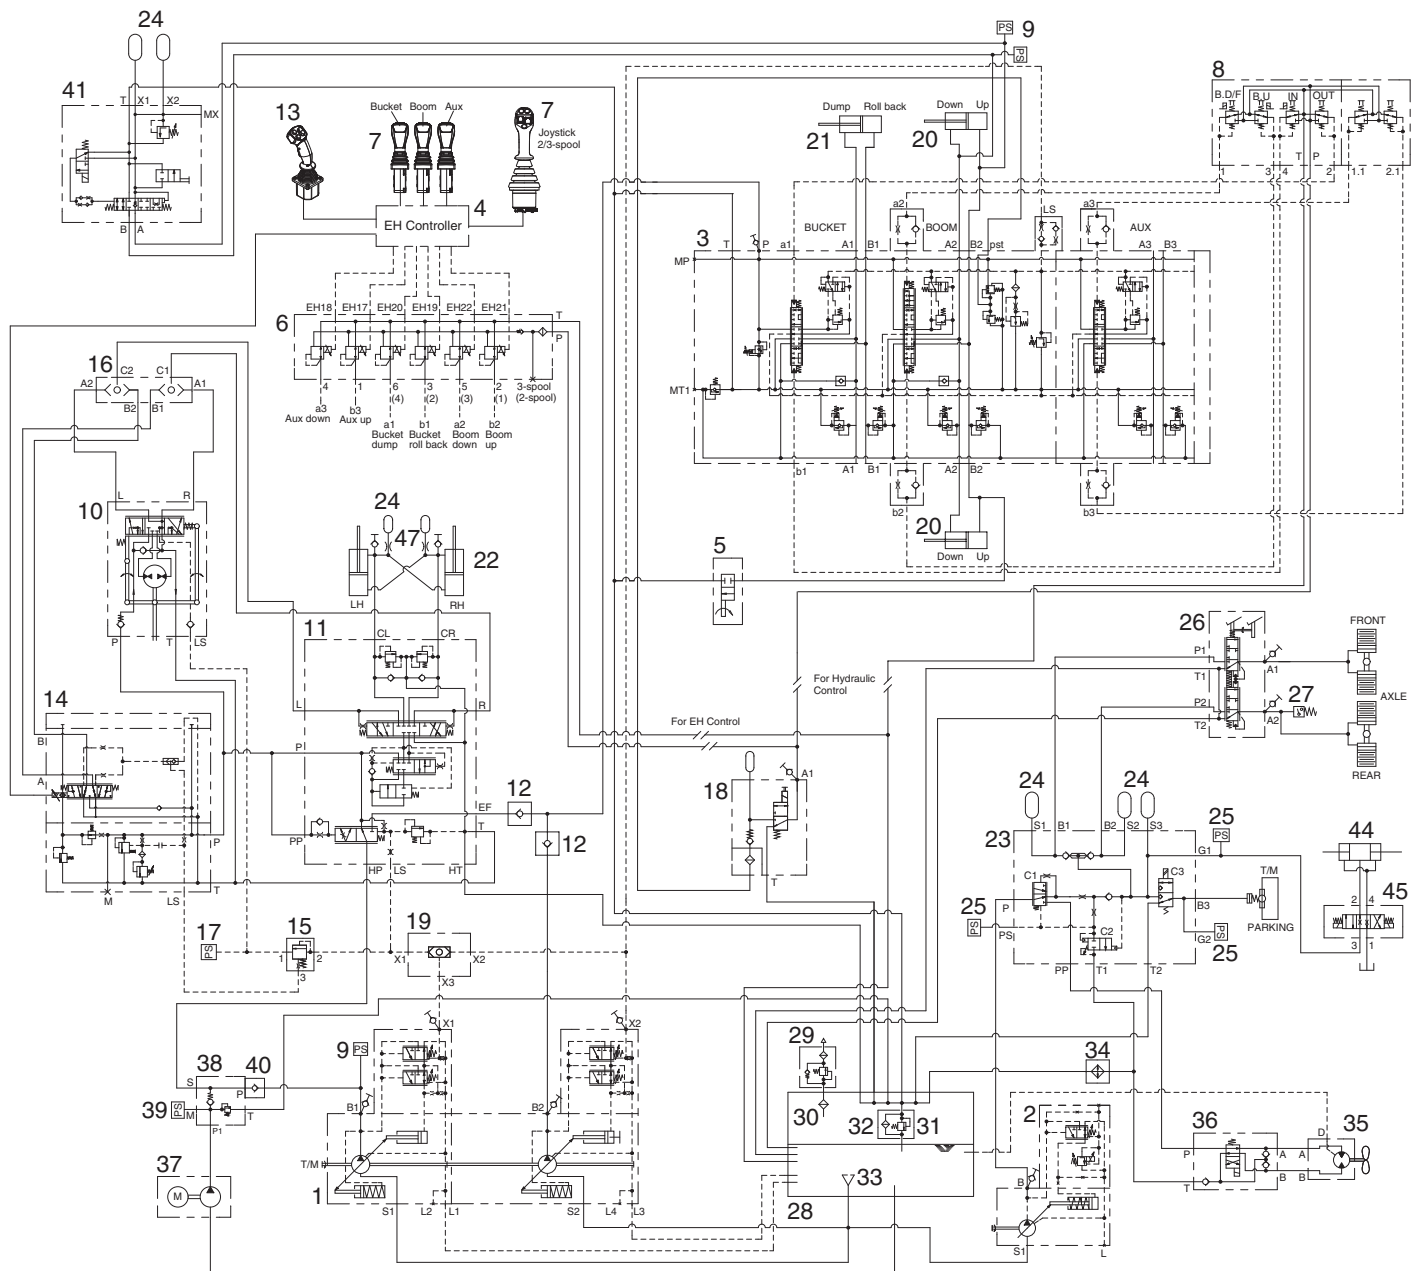 24
41
T X1 X2
MX
B A
13
Bucket Boom Aux
7
7
Joystick
2/3-spool
4
EH Controller
EH18 EH17 EH20 EH19 EH22 EH21
T
P
6
4 1 6 3 5 2 3-spool
(4) (2) (3) (1) (2-spool)
a3
Aux down
b3
Aux up
a1
Bucket
dump
b1
Bucket
roll back
a2
Boom
down
b2
Boom
up
PS 9
PS
Dump Roll back
21
Down Up
20
8
B.D/F B.U IN OUT
T P
1 3 4 2 1.1 2.1
a2
LS
a3
3
T P a1 BUCKET A1 B1 BOOM A2 B2 pst AUX A3 B3
MP
MT1
b1 A1 B1 A2 B2
b2
b3
20
Down Up
16
C2 C1
A2 A1
B2 B1
L R
10
P T LS
24
47
22
LH RH
5
11
CL CR
L R
P
EF
T
PP
HP LS HT
12
12
14
B
A
P
T
M LS
For Hydraulic
Control
For EH Control
18
A1
T
26
P1
T1
P2
T2
A1
A2
27
FRONT
AXLE
REAR
24 24
S1 B1 B2 S2 S3
23
G1
25
PS
C1
C3
C2
P
PS
25
PS
B3
G2
PS
25
T/M
PARKING
PP T1 T2
44
45
2 4
3 1
17
PS
15
1 2
3
19
X1 X2
X3
9 PS
X1 X2
B1 B2
T/M
1
S1 L2 L1 S2 L4 L3
38
40
S
P
39 PS M
T
P1
37
M
29
30
32 31
33
28
34
2
B
S1 L
36
P A
T B
35
D
A
B